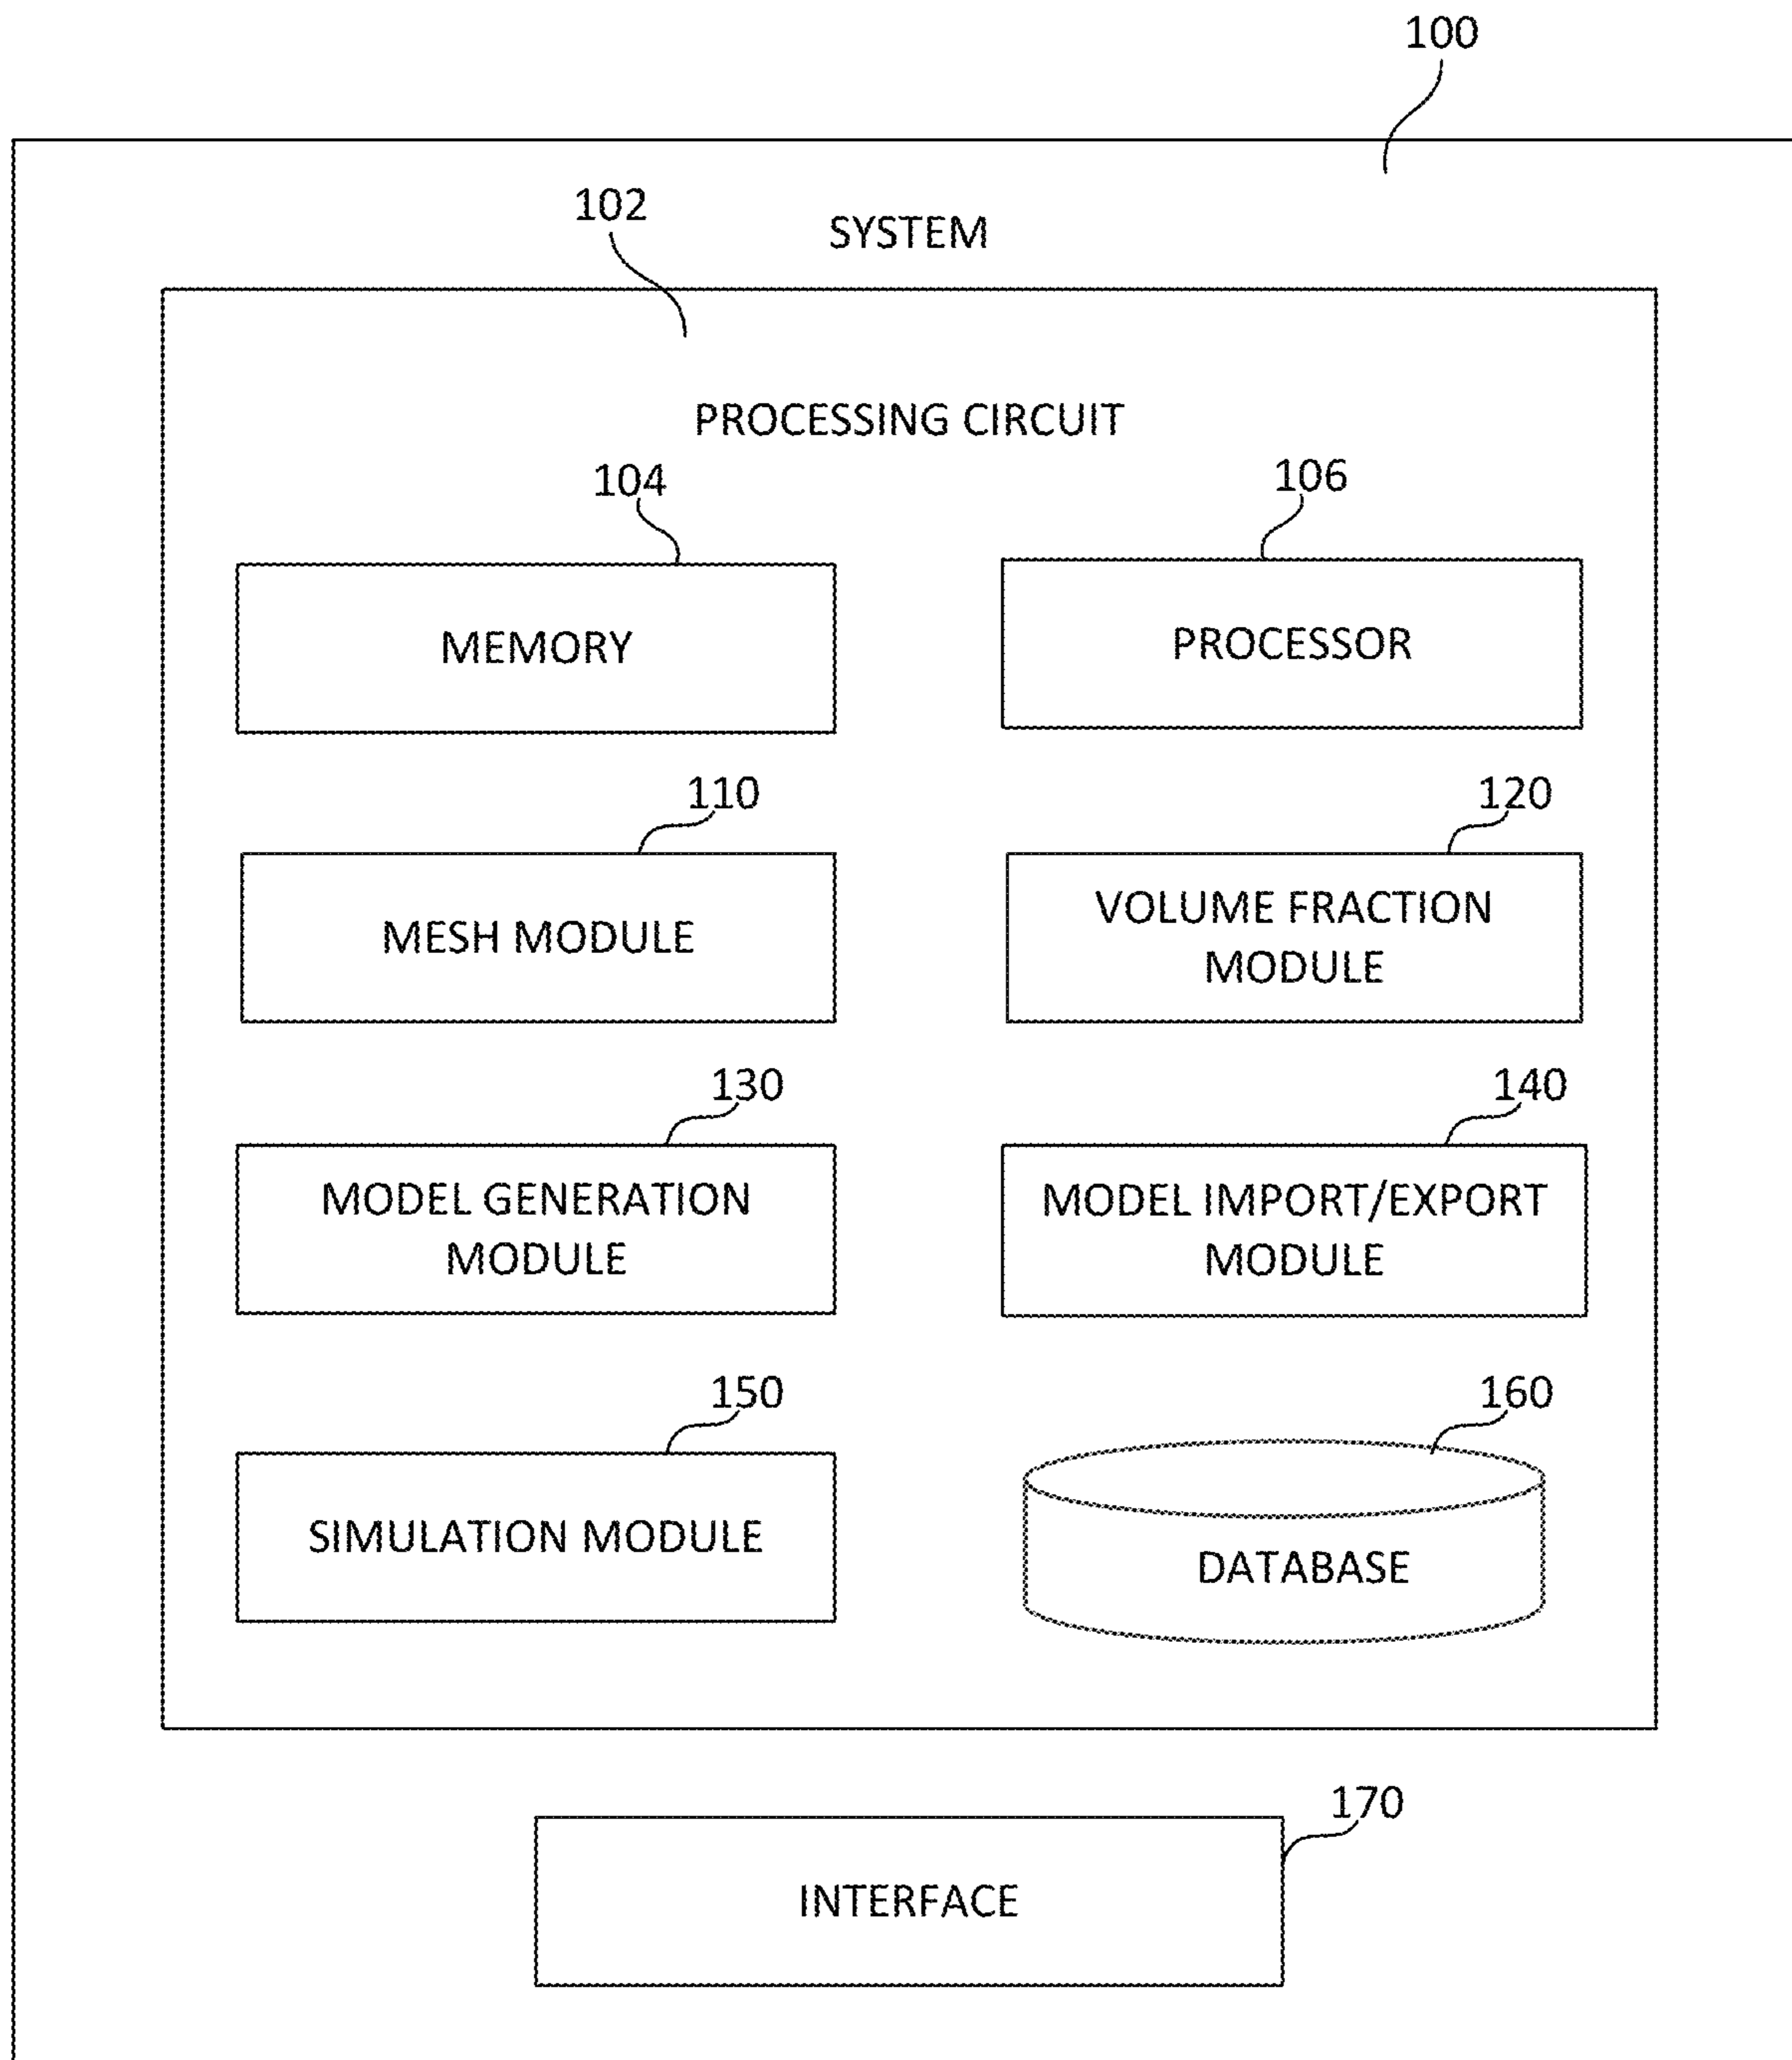 100
102
SYSTEM
PROCESSING CIRCUIT
104
106
MEMORY
PROCESSOR
110
120
MESH MODULE
VOLUME FRACTION
MODULE
130
140
MODEL GENERATION
MODULE
MODEL IMPORT/EXPORT
MODULE
150
160
SIMULATION MODULE
DATABASE
170
INTERFACE